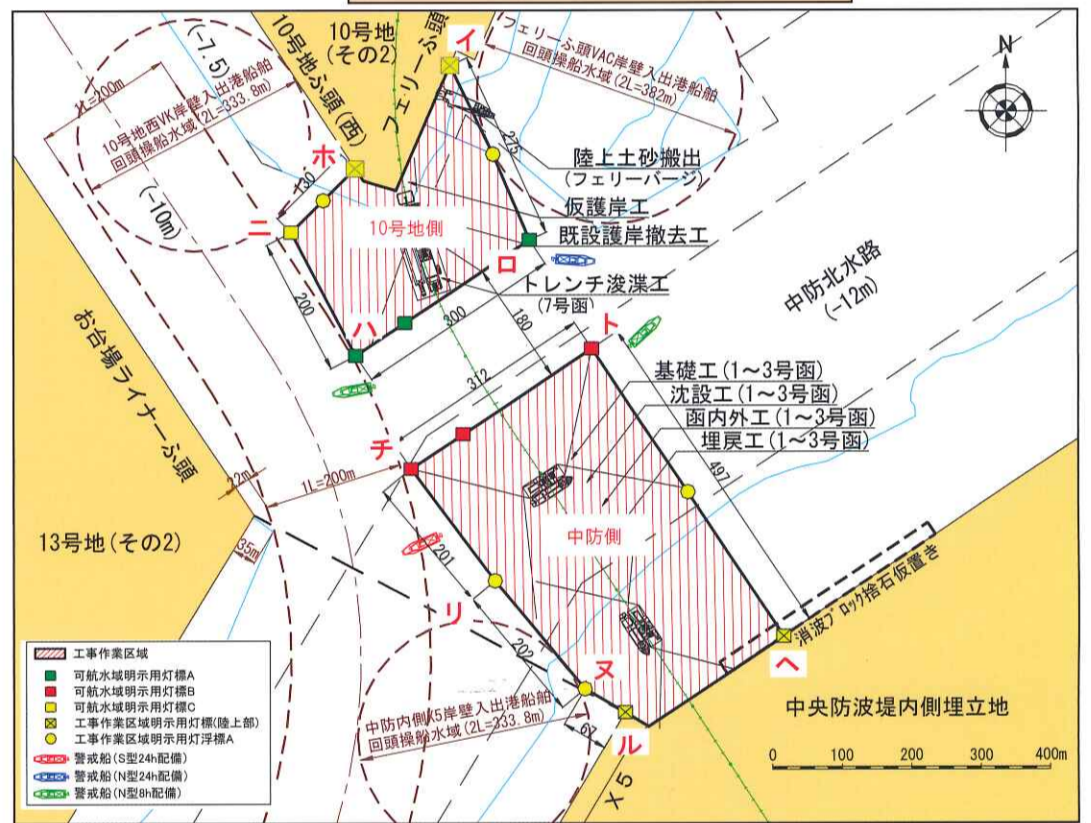 10号地
(その2)
(-7.5)
10号地ふ頭(西)
フェリーふ頭
イ
フェリーふ頭VAC岸壁入出港船舶
回頭操船水域(2L=382m)
N
1L=200m
10号地西VK岸壁入出港船舶
回頭操船水域(2L=333.8m)
(-10m)
ホ
130
275
陸上土砂搬出
(フェリーバージ)
仮護岸工
既設護岸撤去工
10号地側
ニ
ロ
トレンチ浚渫工
(7号函)
200
300
180
ハ
中防北水路
(-12m)
ト
312
基礎工(1～3号函)
沈設工(1～3号函)
函内外工(1～3号函)
埋戻工(1～3号函)
497
お台場ライナーふ頭
チ
22m
1L=200m
13号地(その2)
35m
中防側
201
リ
202
消波ブロック捨石仮置き
ヘ
ヌ
中防内側X5岸壁入出港船舶
回頭操船水域(2L=333.8m)
67
ル
X5
中央防波堤内側埋立地
0 100 200 300 400m
工事作業区域
可航水域明示用灯標A
可航水域明示用灯標B
可航水域明示用灯標C
工事作業区域明示用灯標(陸上部)
工事作業区域明示用灯浮標A
警戒船(S型24h配備)
警戒船(N型24h配備)
警戒船(N型8h配備)